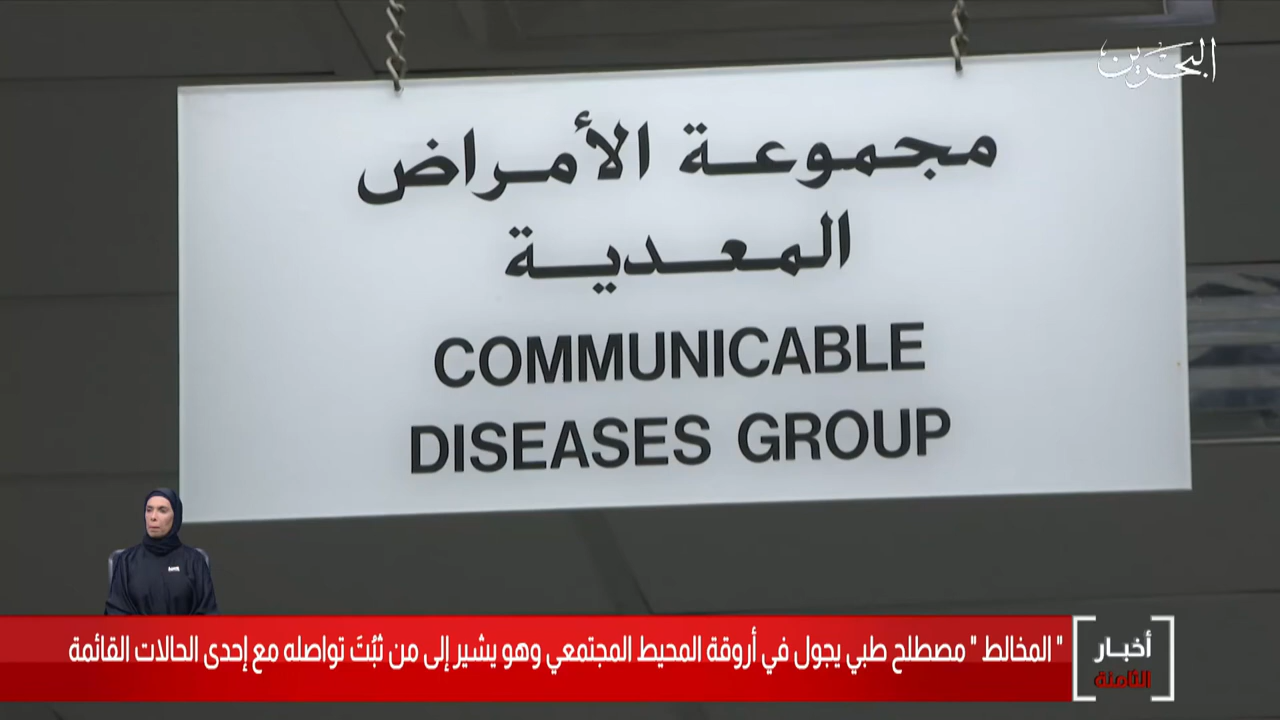 البحرين
مجموعة الأمراض
المعدية
COMMUNICABLE
DISEASES GROUP
" المخالط " مصطلح طبي يجول في أروقة المحيط المجتمعي وهو يشير إلى من ثبُتَ تواصله مع إحدى الحالات القائمة
أخبار
الثامنة